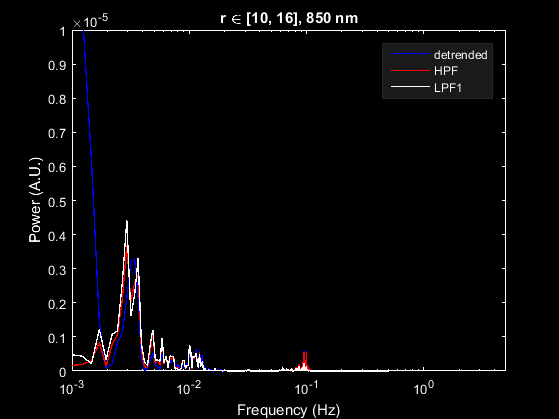 r ∈ [10, 16], 850 nm
×10^-5
1
0.9
0.8
0.7
0.6
0.5
0.4
0.3
0.2
0.1
0
Power (A.U.)
detrended
HPF
LPF1
10^-3 10^-2 10^-1 10^0
Frequency (Hz)